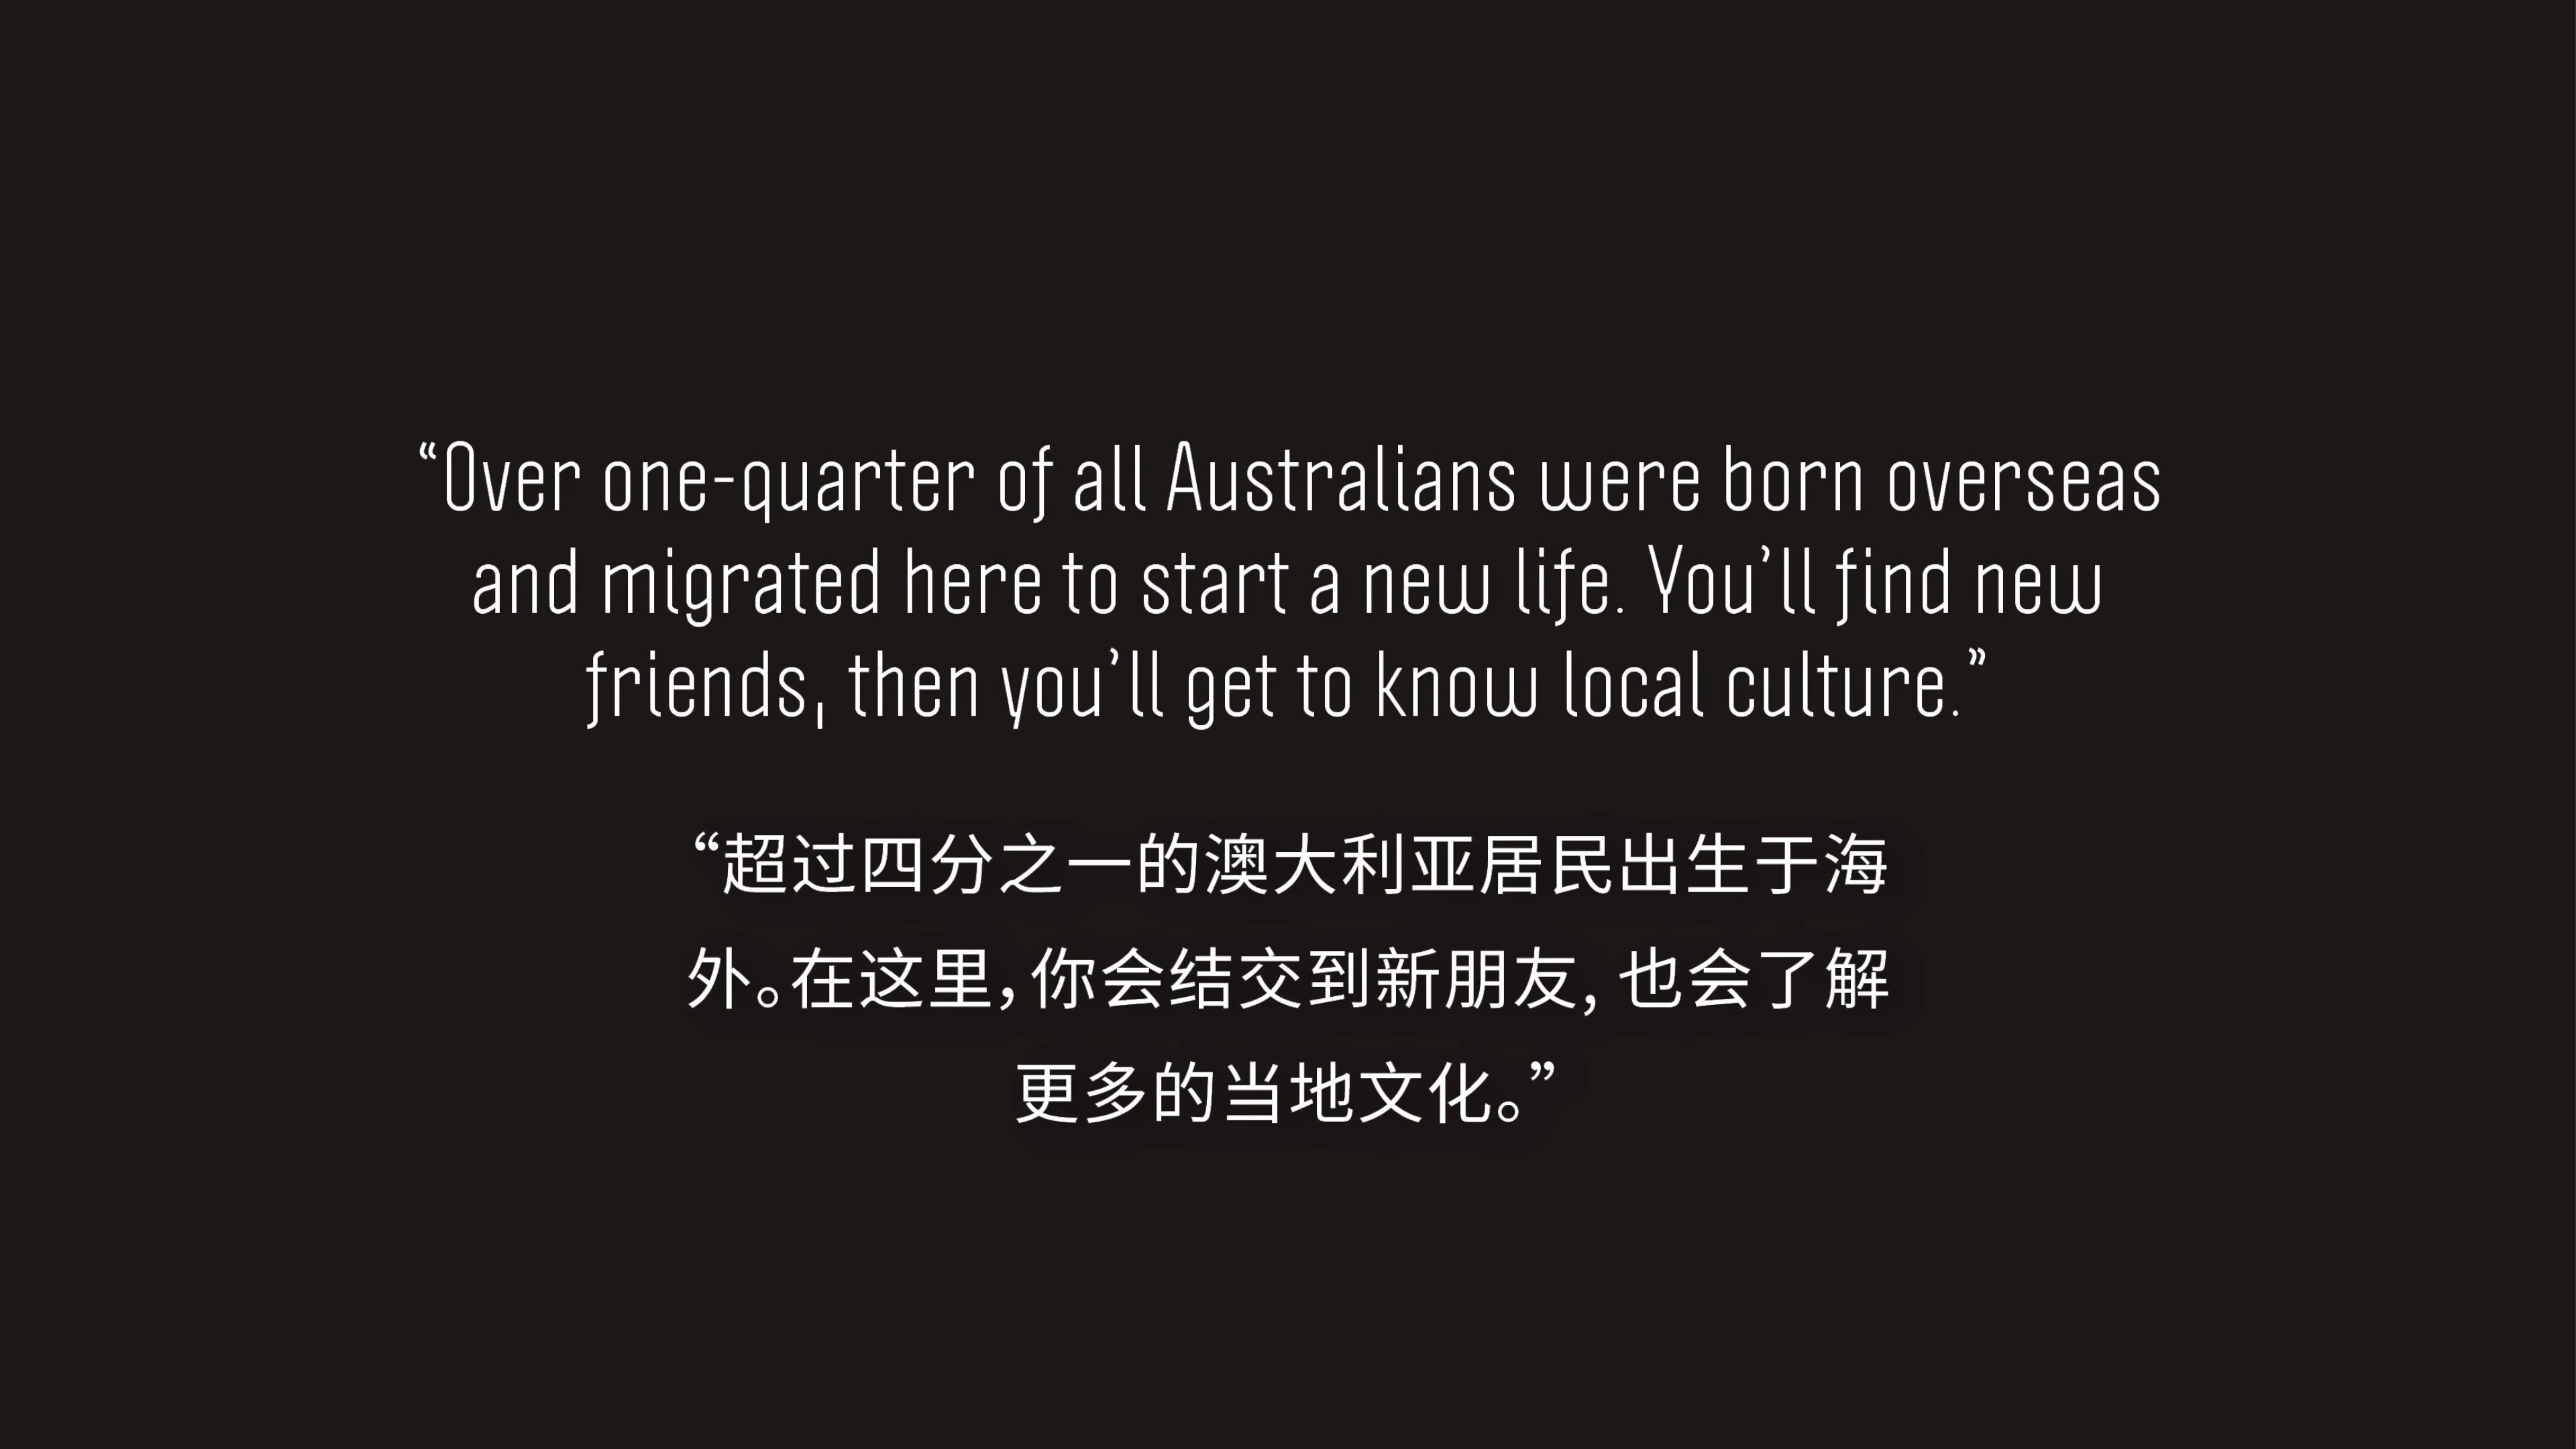 “Over one-quarter of all Australians were born overseas
and migrated here to start a new life. You’ll find new
friends, then you’ll get to know local culture.”
“超过四分之一的澳大利亚居民出生于海
外。在这里，你会结交到新朋友, 也会了解
更多的当地文化。”